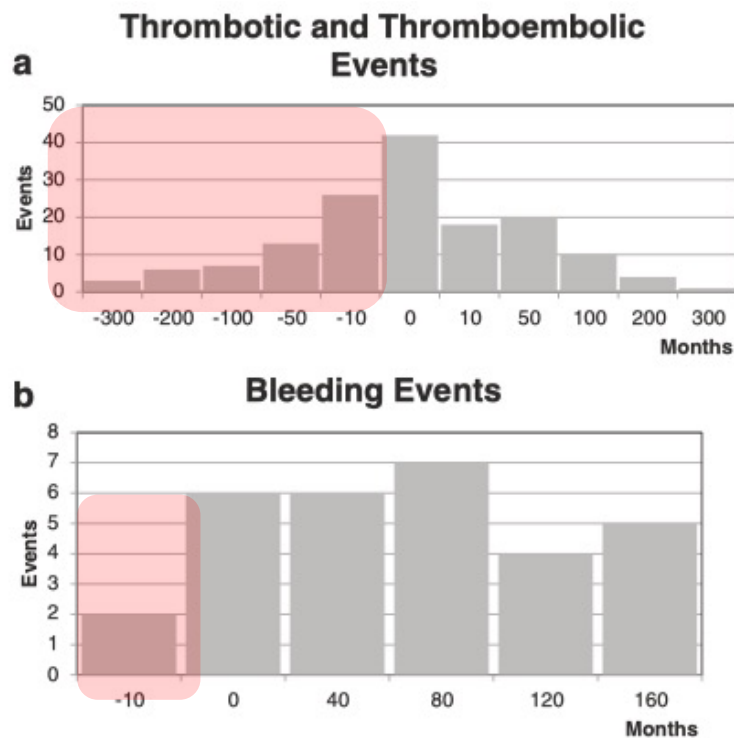 Thrombotic and Thromboembolic
Events
a
50
40
30
20
10
0
Events
-300 -200 -100 -50 -10 0 10 50 100 200 300
Months
b
Bleeding Events
8
7
6
5
4
3
2
1
0
Events
-10 0 40 80 120 160
Months